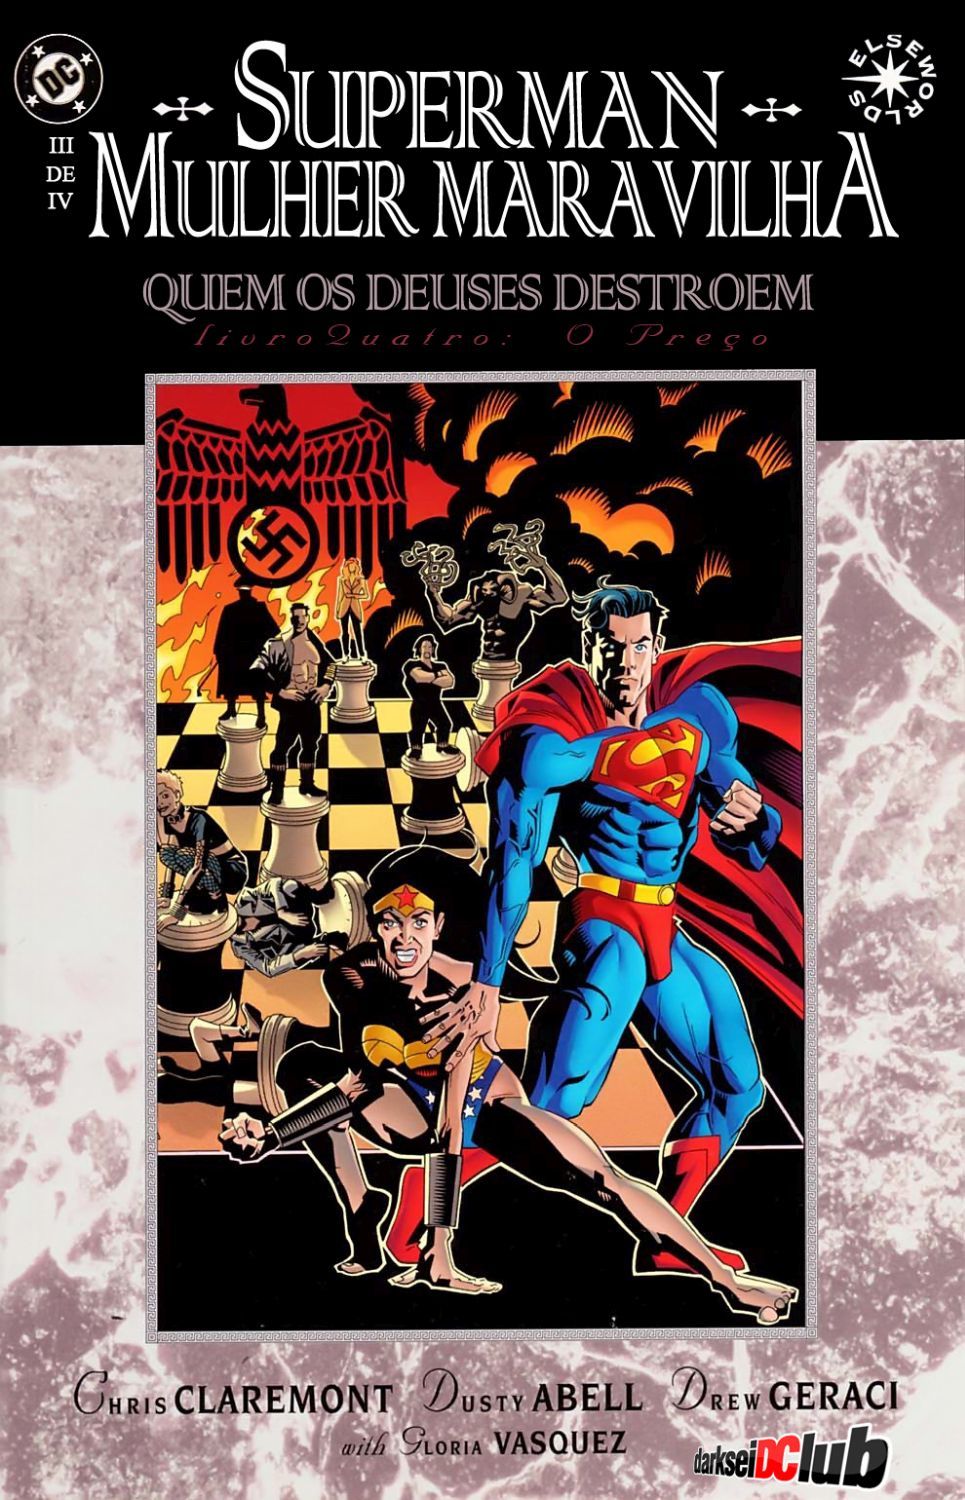 DC
ELSEWORLDS
SUPERMAN
III
DE
IV
MULHER MARAVILHA
QUEM OS DEUSES DESTROEM
Livro Quatro: O Preço
CHRIS CLAREMONT DUSTY ABELL DREW GERACI
with GLORIA VASQUEZ
darkseiDClub